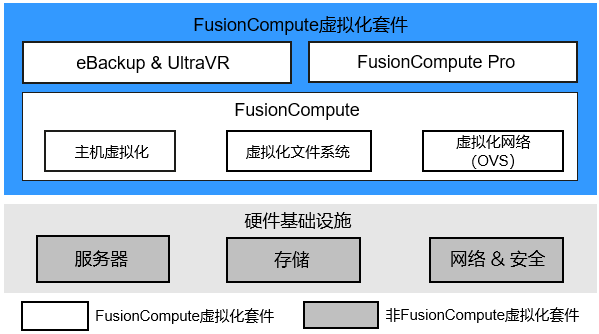 FusionCompute虚拟化套件
eBackup & UltraVR
FusionCompute Pro
FusionCompute
主机虚拟化
虚拟化文件系统
虚拟化网络
（OVS）
硬件基础设施
服务器
存储
网络 & 安全
FusionCompute虚拟化套件
非FusionCompute虚拟化套件